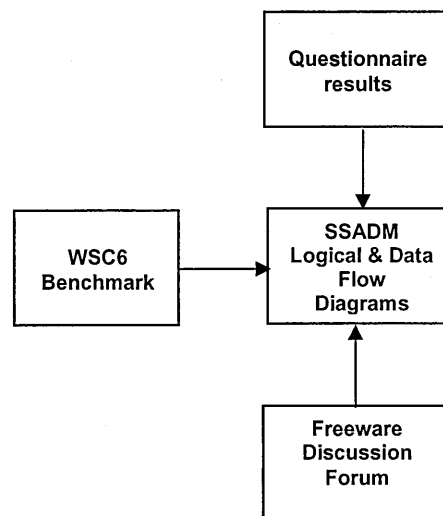 Questionnaire
results
WSC6
Benchmark
SSADM
Logical & Data
Flow
Diagrams
Freeware
Discussion
Forum